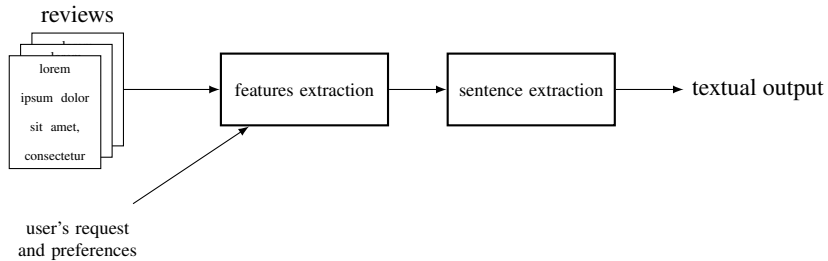 reviews
lorem
ipsum dolor
sit amet,
consectetur
features extraction
sentence extraction
textual output
user's request
and preferences